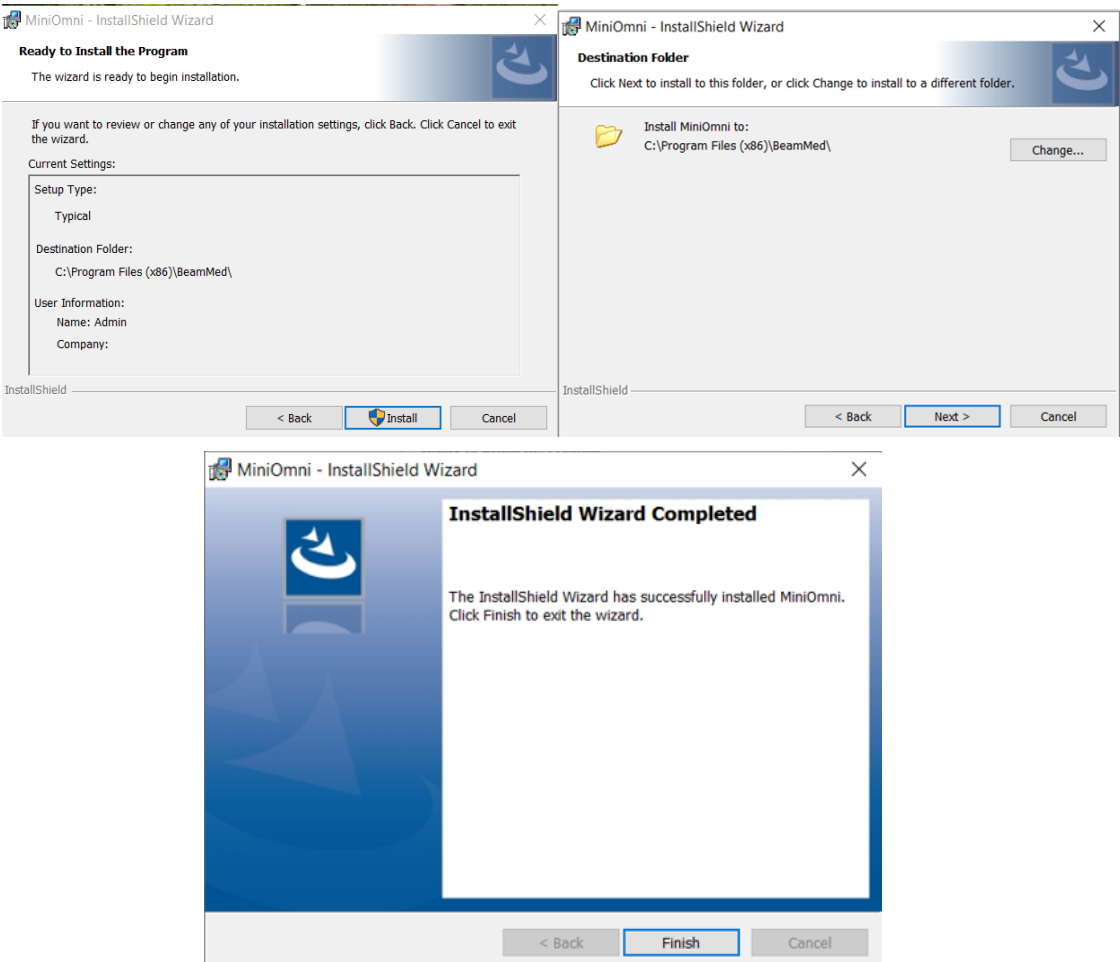 MiniOmni - InstallShield Wizard
Ready to Install the Program
The wizard is ready to begin installation.
If you want to review or change any of your installation settings, click Back. Click Cancel to exit
the wizard.
Current Settings:
Setup Type:
Typical
Destination Folder:
C:\Program Files (x86)\BeamMed\
User Information:
Name: Admin
Company:
InstallShield
< Back
Install
Cancel
MiniOmni - InstallShield Wizard
Destination Folder
Click Next to install to this folder, or click Change to install to a different folder.
Install MiniOmni to:
C:\Program Files (x86)\BeamMed\
Change...
InstallShield
< Back
Next >
Cancel
MiniOmni - InstallShield Wizard
InstallShield Wizard Completed
The InstallShield Wizard has successfully installed MiniOmni.
Click Finish to exit the wizard.
< Back
Finish
Cancel